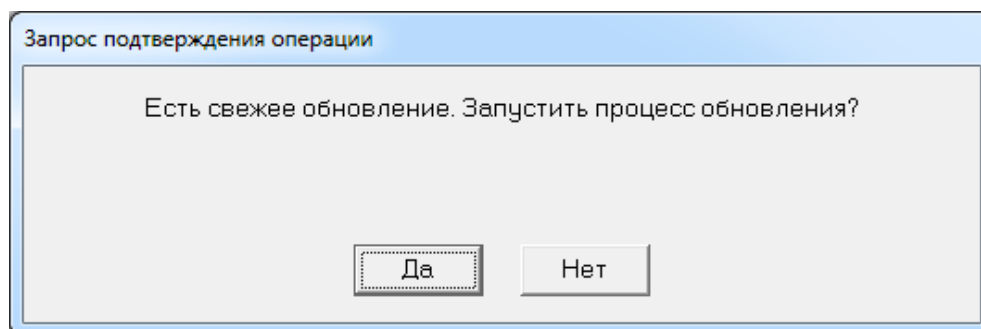 Запрос подтверждения операции
Есть свежее обновление. Запустить процесс обновления?
Да
Нет